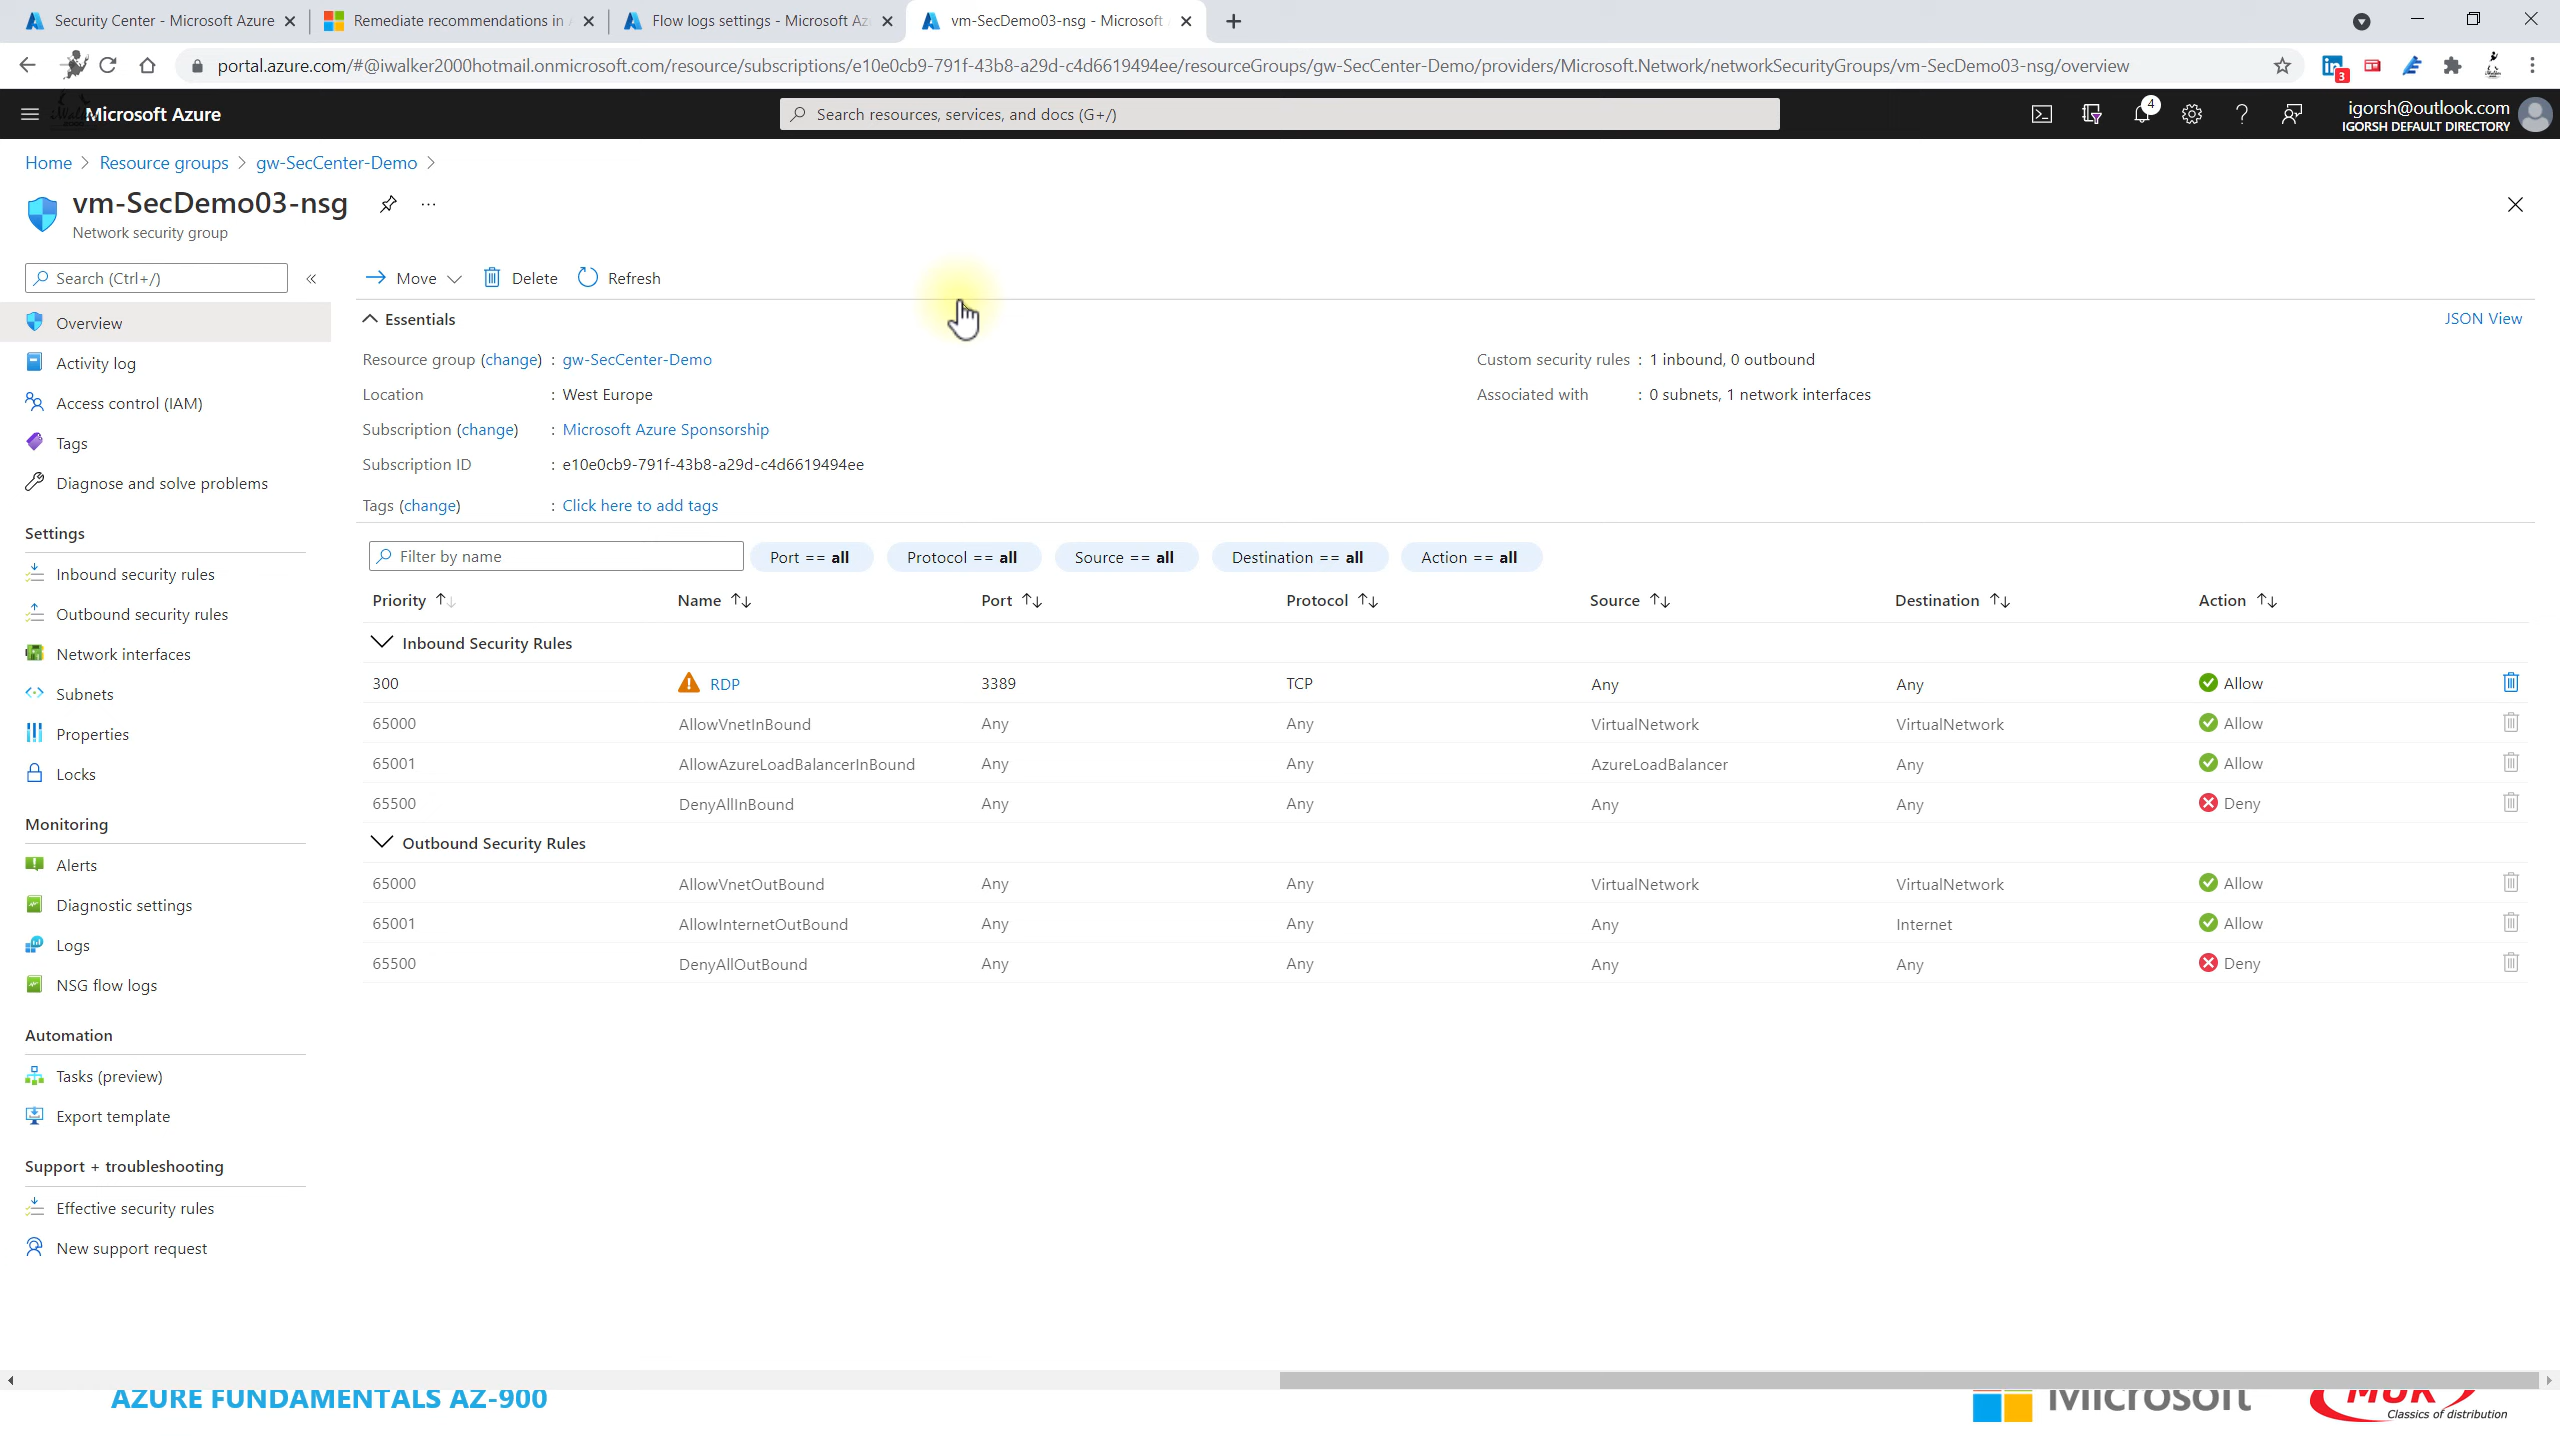 Security Center - Microsoft Azure
Remediate recommendations in
Flow logs settings - Microsoft Az
vm-SecDemo03-nsg - Microsoft
portal.azure.com/#@iwalker2000hotmail.onmicrosoft.com/resource/subscriptions/e10e0cb9-791f-43b8-a29d-c4d6619494ee/resourceGroups/gw-SecCenter-Demo/providers/Microsoft.Network/networkSecurityGroups/vm-SecDemo03-nsg/overview
3
Microsoft Azure
Search resources, services, and docs (G+/)
4
igorsh@outlook.com
IGORSH DEFAULT DIRECTORY
Home > Resource groups > gw-SecCenter-Demo >
vm-SecDemo03-nsg
Network security group
Search (Ctrl+/)
«
Move
Delete
Refresh
Overview
Activity log
Access control (IAM)
Tags
Diagnose and solve problems
Settings
Inbound security rules
Outbound security rules
Network interfaces
Subnets
Properties
Locks
Monitoring
Alerts
Diagnostic settings
Logs
NSG flow logs
Automation
Tasks (preview)
Export template
Support + troubleshooting
Effective security rules
New support request
Essentials
JSON View
Resource group (change) : gw-SecCenter-Demo
Location : West Europe
Subscription (change) : Microsoft Azure Sponsorship
Subscription ID : e10e0cb9-791f-43b8-a29d-c4d6619494ee
Tags (change) : Click here to add tags
Custom security rules : 1 inbound, 0 outbound
Associated with : 0 subnets, 1 network interfaces
Filter by name
Port == all
Protocol == all
Source == all
Destination == all
Action == all
Priority Name Port Protocol Source Destination Action
Inbound Security Rules
300 RDP 3389 TCP Any Any Allow
65000 AllowVnetInBound Any Any VirtualNetwork VirtualNetwork Allow
65001 AllowAzureLoadBalancerInBound Any Any AzureLoadBalancer Any Allow
65500 DenyAllInBound Any Any Any Any Deny
Outbound Security Rules
65000 AllowVnetOutBound Any Any VirtualNetwork VirtualNetwork Allow
65001 AllowInternetOutBound Any Any Any Internet Allow
65500 DenyAllOutBound Any Any Any Any Deny
AZURE FUNDAMENTALS AZ-900
Microsoft
MUK
Classics of distribution